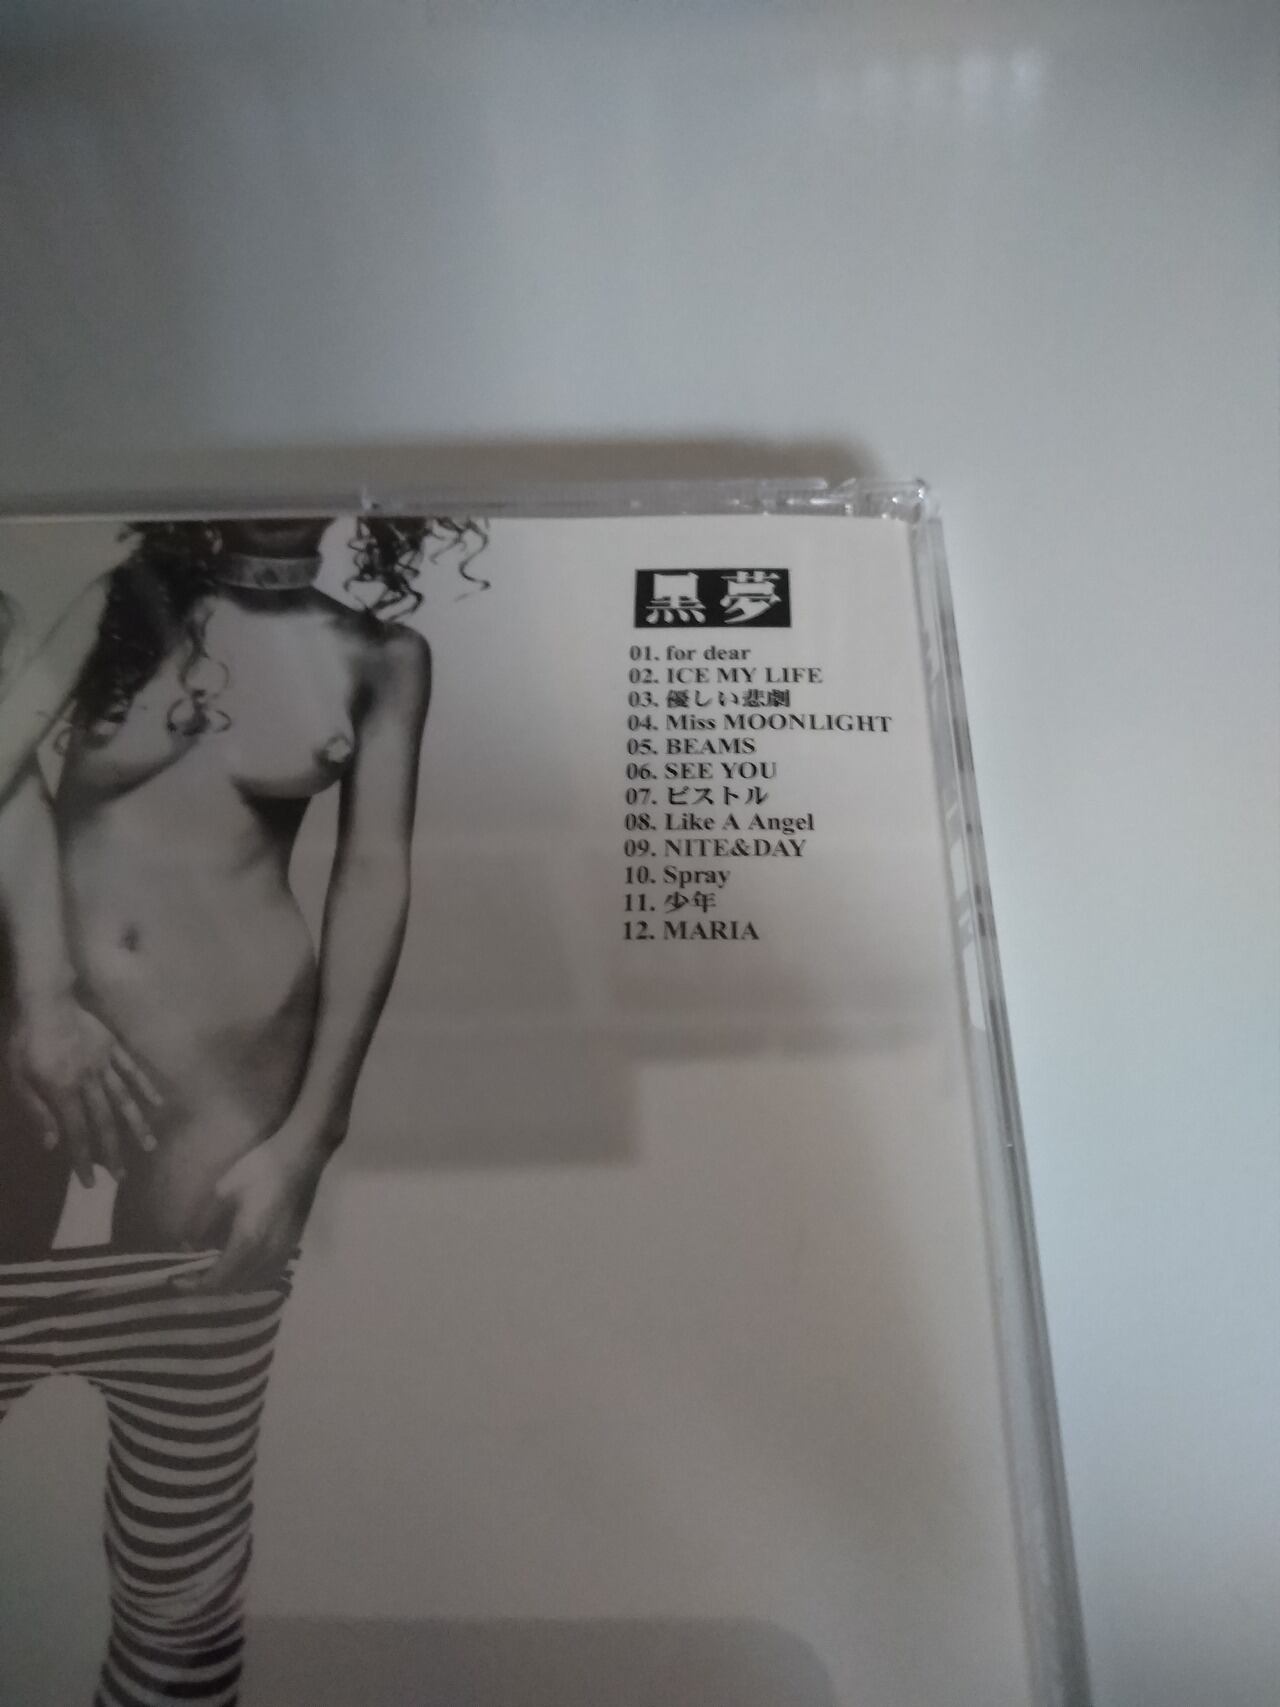 黒夢
01. for dear
02. ICE MY LIFE
03. 優しい悲劇
04. Miss MOONLIGHT
05. BEAMS
06. SEE YOU
07. ピストル
08. Like A Angel
09. NITE&DAY
10. Spray
11. 少年
12. MARIA